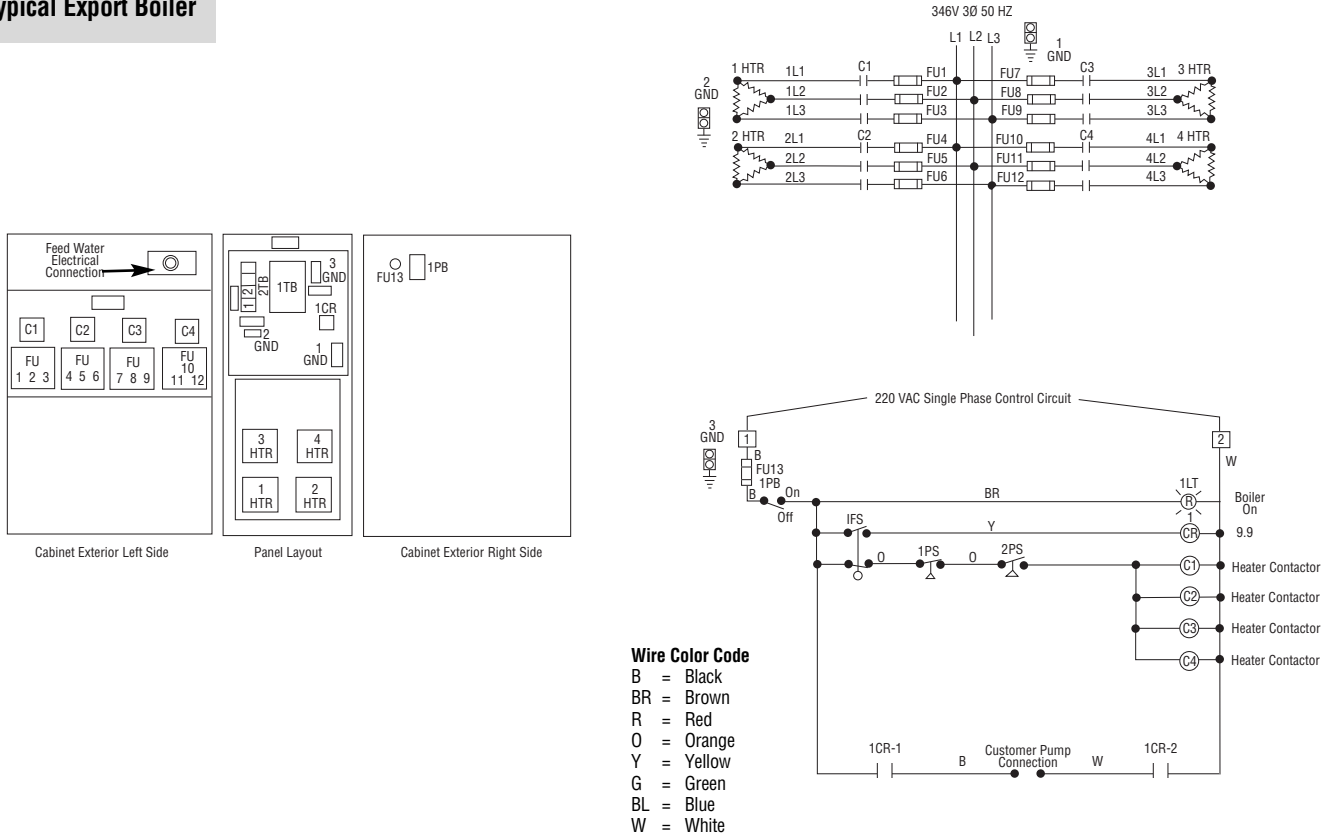 ypical Export Boiler
346V 3Ø 50 HZ
L1 L2 L3
1
GND
2
GND
1 HTR 1L1 C1 FU1 FU7 C3 3L1 3 HTR
1L2 FU2 FU8 3L2
1L3 FU3 FU9 3L3
2 HTR 2L1 C2 FU4 FU10 C4 4L1 4 HTR
2L2 FU5 FU11 4L2
2L3 FU6 FU12 4L3
Feed Water
Electrical
Connection
C1 C2 C3 C4
FU
1 2 3
FU
4 5 6
FU
7 8 9
FU
10
11 12
Cabinet Exterior Left Side
1 2
2TB
1TB
3
GND
1CR
2
GND
1
GND
3
HTR
4
HTR
1
HTR
2
HTR
Panel Layout
FU13
1PB
Cabinet Exterior Right Side
220 VAC Single Phase Control Circuit
3
GND
1
2
B
W
FU13
1PB
B On
Off
BR
1LT
R
Boiler
On
IFS
Y
1
CR
9.9
O 1PS O 2PS
C1 Heater Contactor
C2 Heater Contactor
C3 Heater Contactor
C4 Heater Contactor
1CR-1
B
Customer Pump
Connection
W
1CR-2
Wire Color Code
B = Black
BR = Brown
R = Red
O = Orange
Y = Yellow
G = Green
BL = Blue
W = White